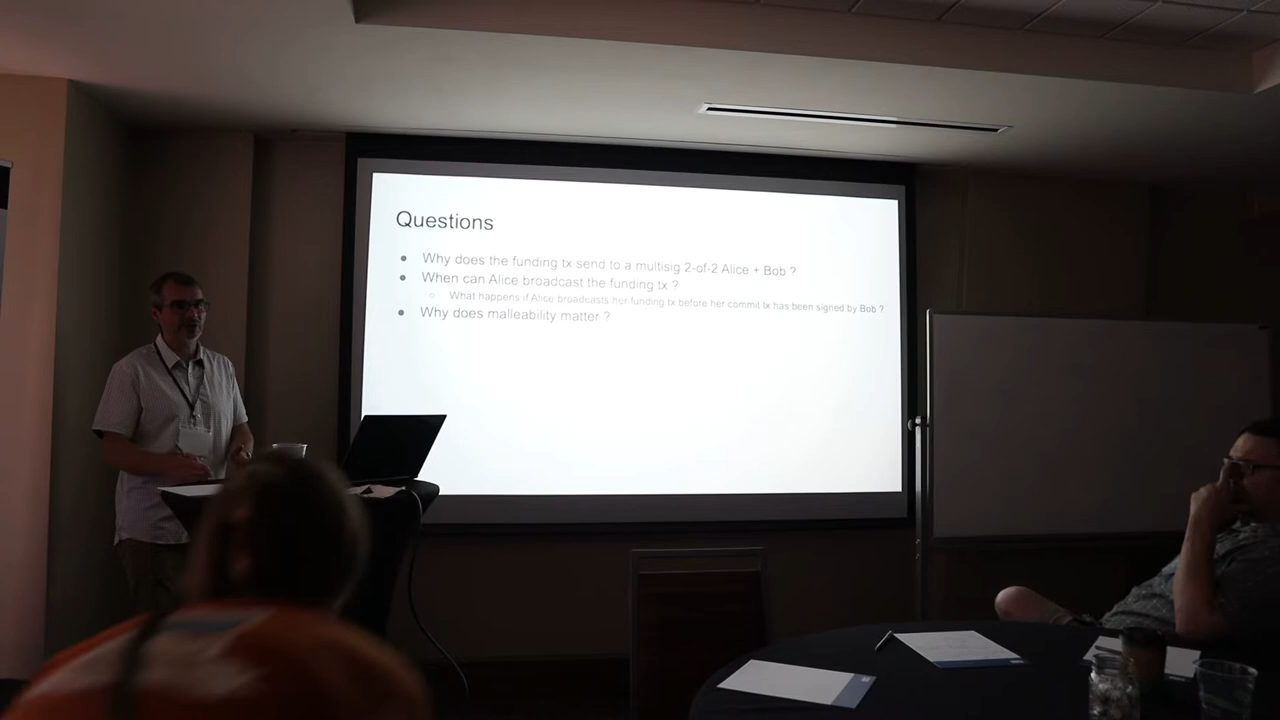 Questions
Why does the funding tx send to a multisig 2-of-2 Alice + Bob ?
When can Alice broadcast the funding tx ?
What happens if Alice broadcasts her funding tx before her commit tx has been signed by Bob ?
Why does malleability matter ?